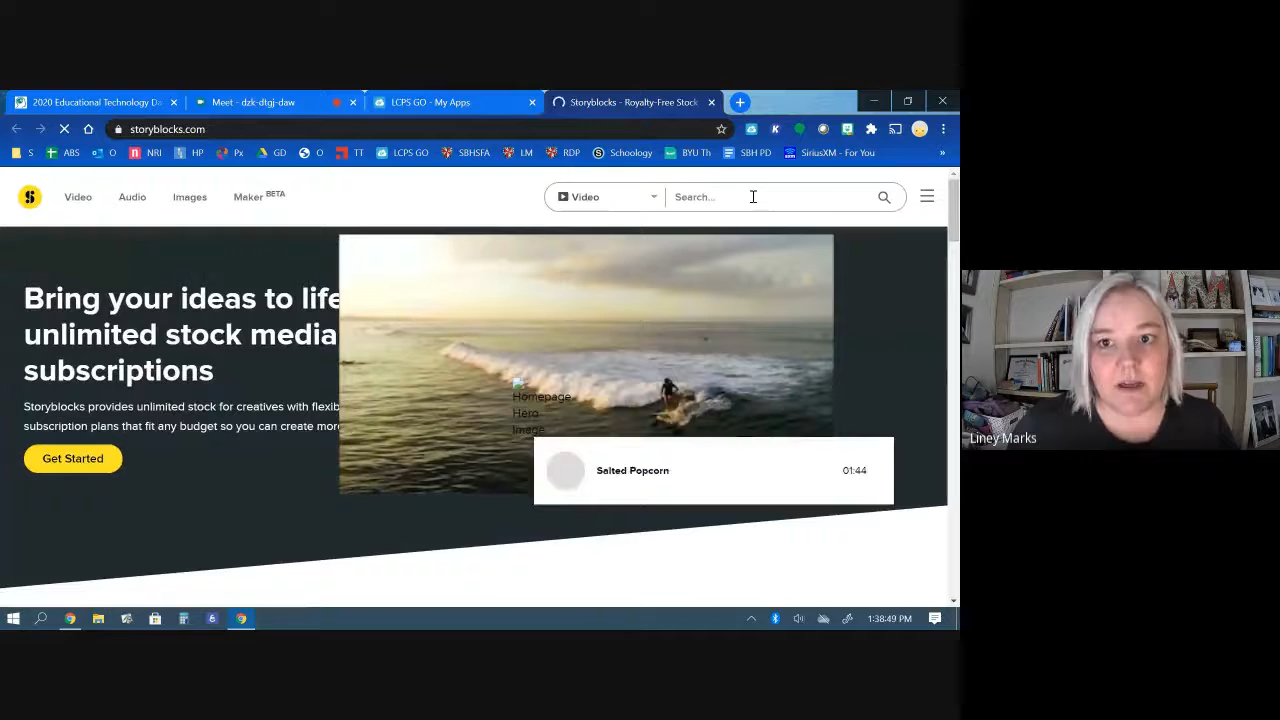 2020 Educational Technology Da
Meet - dzk-dtgj-daw
LCPS GO - My Apps
Storyblocks - Royalty-Free Stock
storyblocks.com
S
ABS
O
NRI
HP
Px
GD
O
TT
LCPS GO
SBHSFA
LM
RDP
Schoology
BYU Th
SBH PD
SiriusXM - For You
»
Video
Audio
Images
Maker BETA
Video
Search...
Bring your ideas to life
unlimited stock media
subscriptions
Storyblocks provides unlimited stock for creatives with flexib
subscription plans that fit any budget so you can create more
Get Started
Homepage
Hero
Image
Salted Popcorn
01:44
Liney Marks
1:38:49 PM